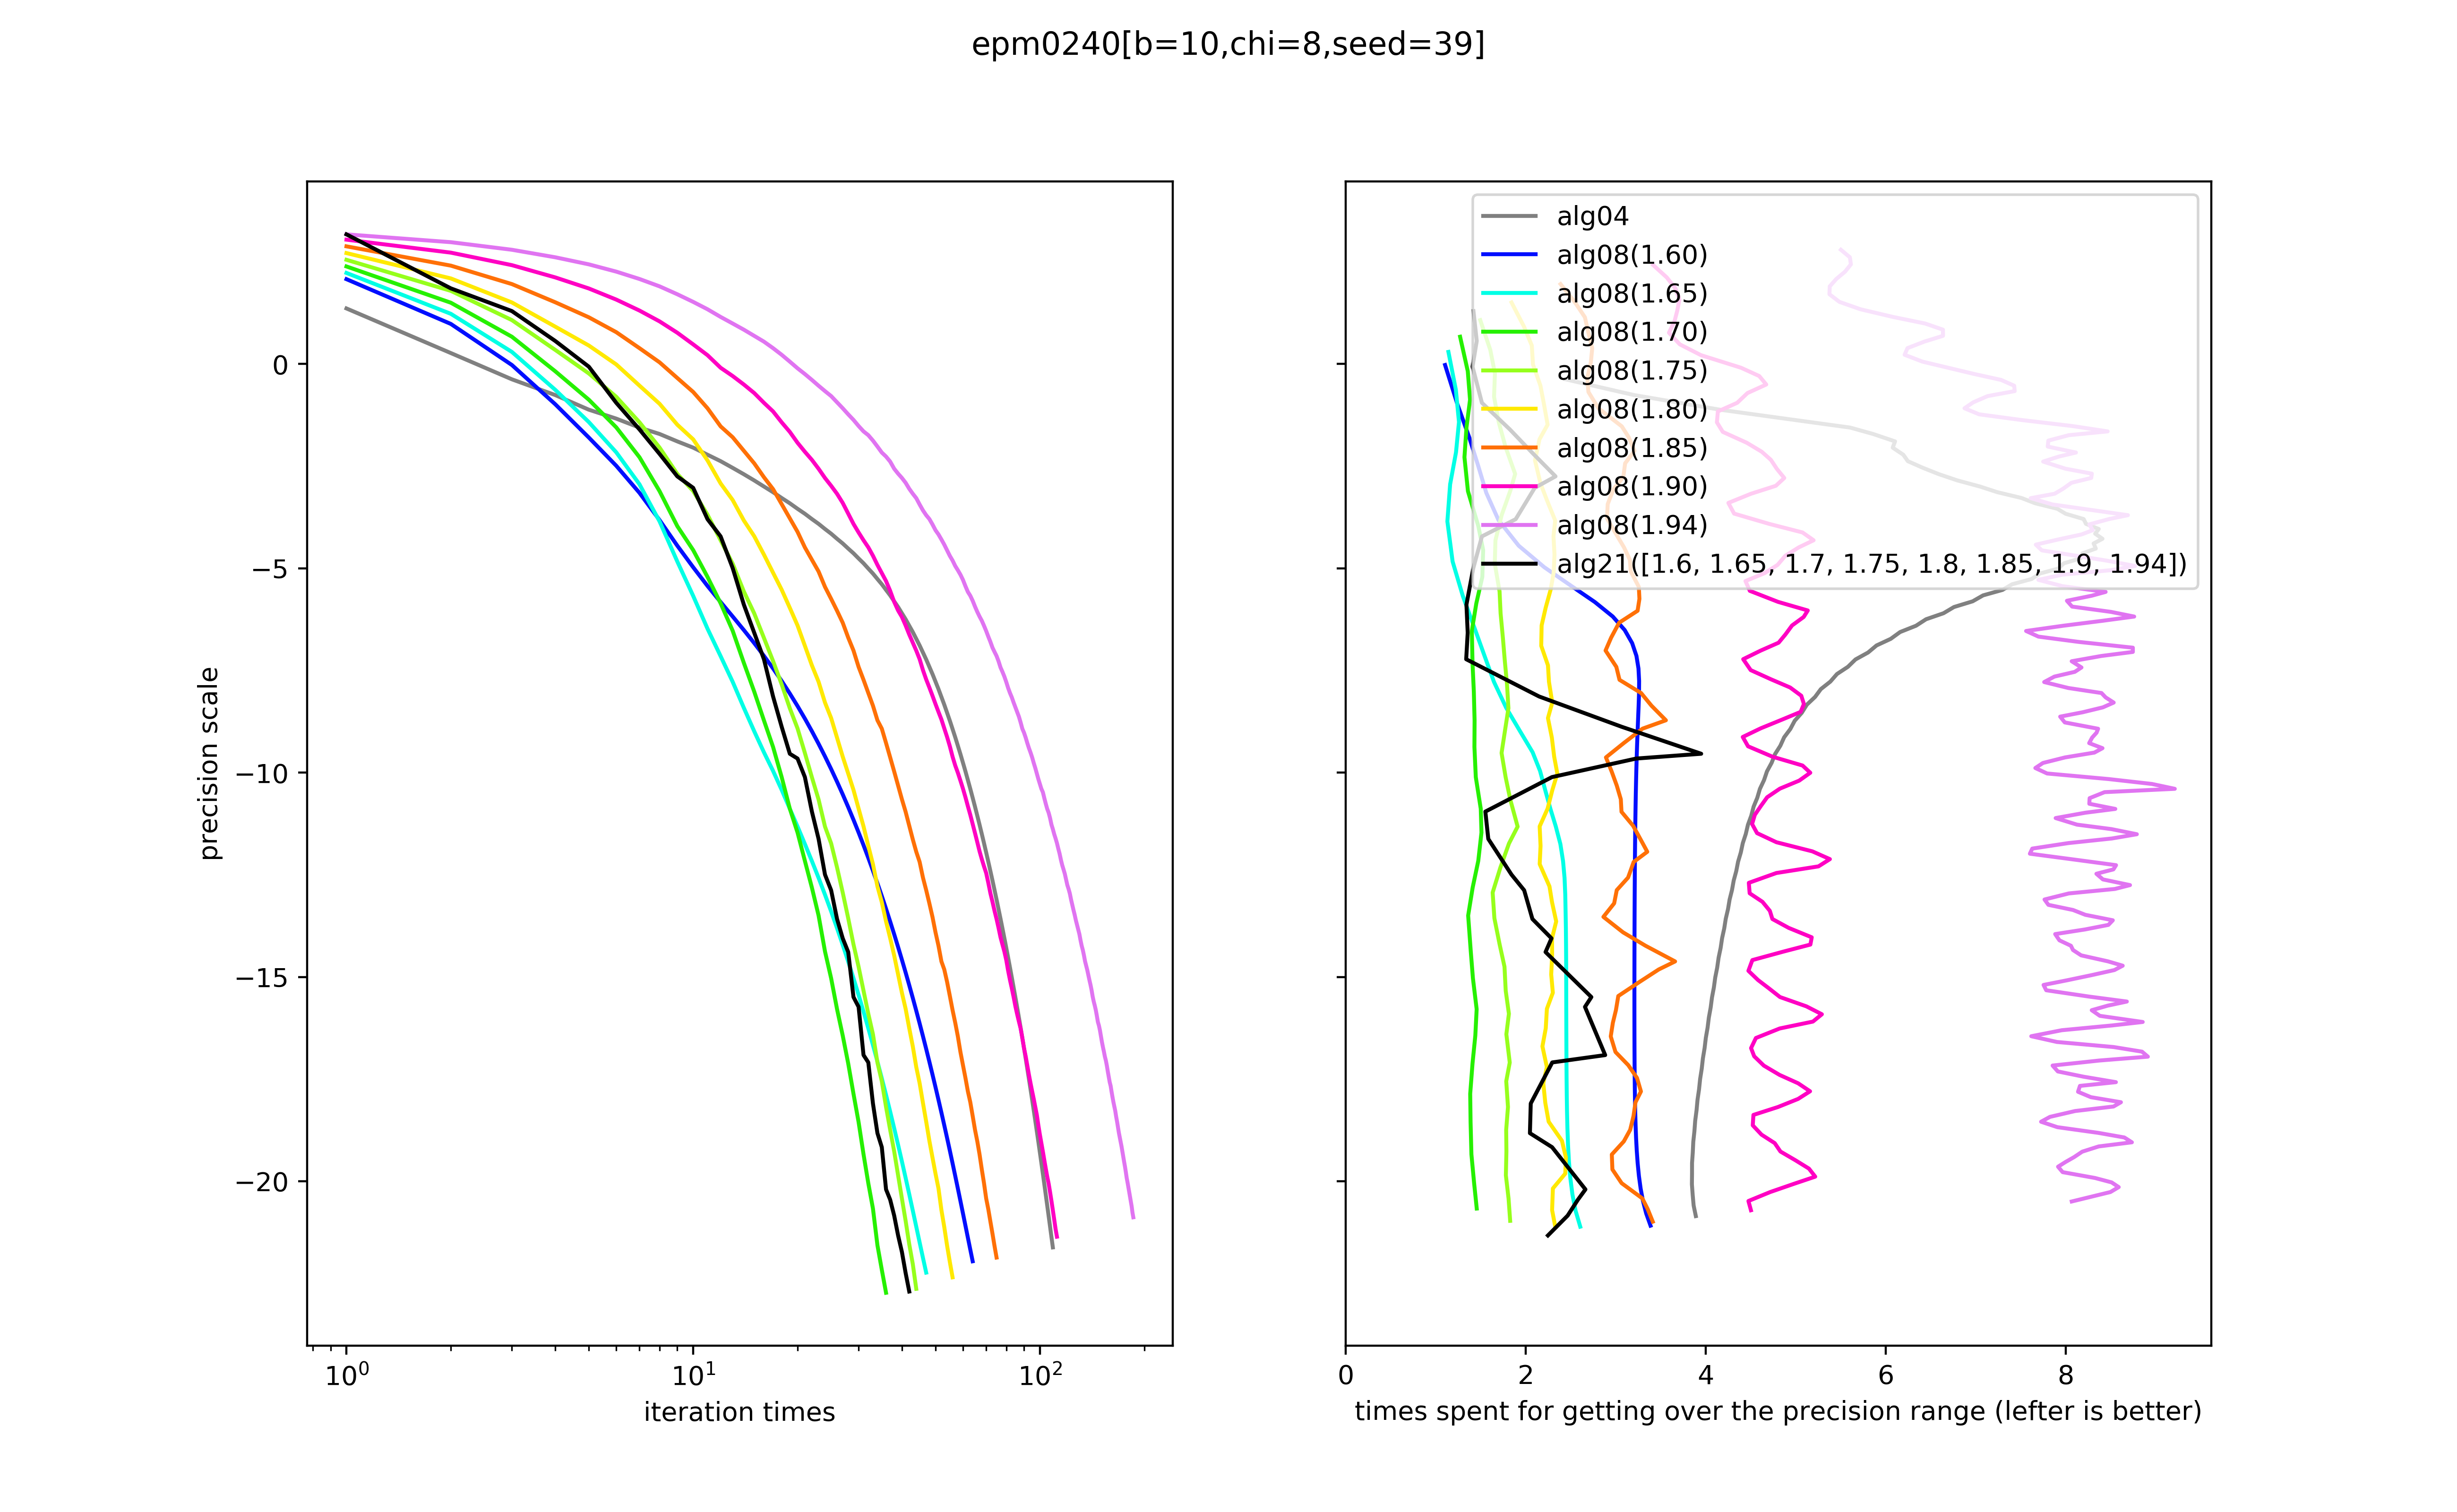 epm0240[b=10,chi=8,seed=39]
precision scale
0
−5
−10
−15
−20
10⁰
10¹
10²
iteration times
alg04
alg08(1.60)
alg08(1.65)
alg08(1.70)
alg08(1.75)
alg08(1.80)
alg08(1.85)
alg08(1.90)
alg08(1.94)
alg21([1.6, 1.65, 1.7, 1.75, 1.8, 1.85, 1.9, 1.94])
0
2
4
6
8
times spent for getting over the precision range (lefter is better)